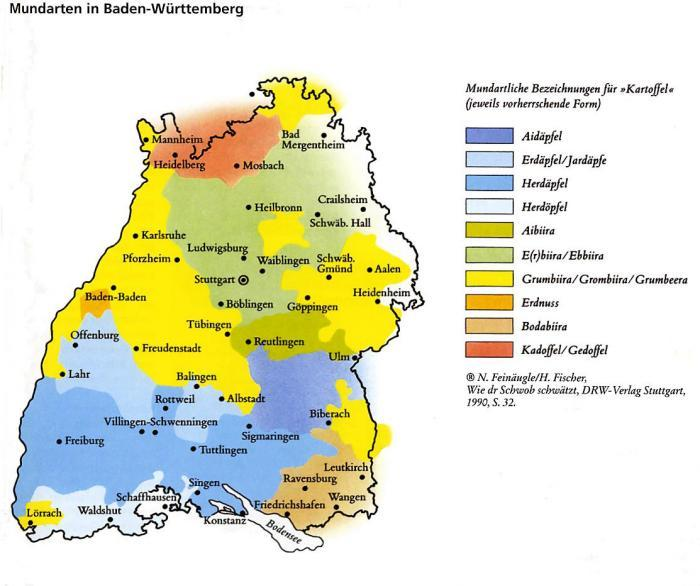 Mundarten in Baden-Württemberg
Mundartliche Bezeichnungen für »Kartoffel«
(jeweils vorherrschende Form)
Aidäpfel
Erdäpfel/Jardäpfe
Herdäpfel
Herdöpfel
Aibiira
E(r)biira/Ebbiira
Grumbiira/Grombiira/Grumbeera
Erdnuss
Bodabiira
Kadoffel/Gedoffel
® N. Feinäugle/H. Fischer,
Wie dr Schwob schwätzt, DRW-Verlag Stuttgart,
1990, S. 32.
Mannheim
Bad
Mergentheim
Heidelberg
Mosbach
Crailsheim
Heilbronn
Schwäb. Hall
Karlsruhe
Ludwigsburg
Pforzheim
Waiblingen
Schwäb.
Gmünd
Aalen
Stuttgart
Baden-Baden
Heidenheim
Böblingen
Göppingen
Tübingen
Offenburg
Reutlingen
Freudenstadt
Ulm
Lahr
Balingen
Rottweil
Albstadt
Biberach
Villingen-Schwenningen
Freiburg
Sigmaringen
Tuttlingen
Leutkirch
Singen
Ravensburg
Schaffhausen
Wangen
Lörrach
Waldshut
Friedrichshafen
Konstanz
Bodensee